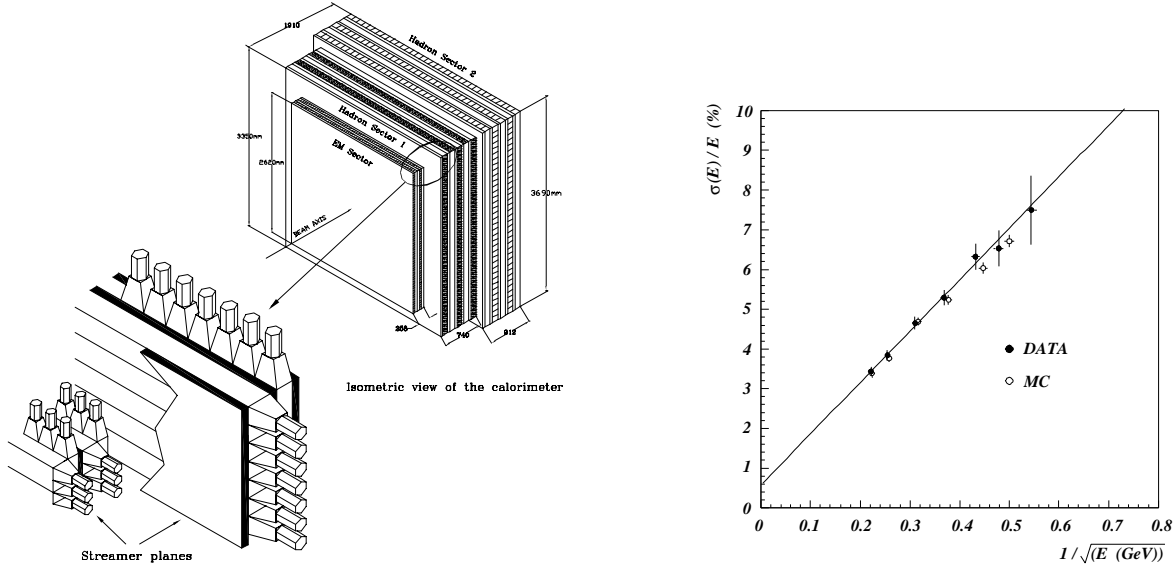 1910
Hadron Sector 2
Hadron Sector 1
EM Sector
3350mm
2620mm
3690mm
BEAM AXIS
268
740
912
Isometric view of the calorimeter
Streamer planes
σ(E) / E (%)
10
9
8
7
6
5
4
3
2
1
0
DATA
MC
0 0.1 0.2 0.3 0.4 0.5 0.6 0.7 0.8
1 / √(E (GeV))